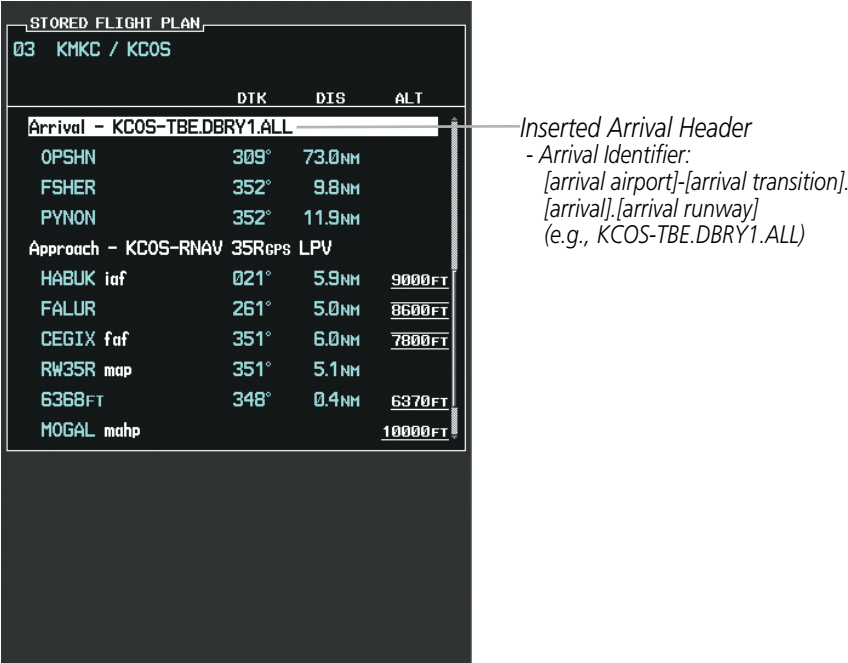 STORED FLIGHT PLAN
03 KMKC / KCOS
DTK DIS ALT
Arrival - KCOS-TBE.DBRY1.ALL
OPSHN 309° 73.0NM
FSHER 352° 9.8NM
PYNON 352° 11.9NM
Approach - KCOS-RNAV 35RGPS LPV
HABUK iaf 021° 5.9NM 9000FT
FALUR 261° 5.0NM 8600FT
CEGIX faf 351° 6.0NM 7800FT
RW35R map 351° 5.1NM
6368FT 348° 0.4NM 6370FT
MOGAL mahp 10000FT
Inserted Arrival Header
- Arrival Identifier:
[arrival airport]-[arrival transition].
[arrival].[arrival runway]
(e.g., KCOS-TBE.DBRY1.ALL)